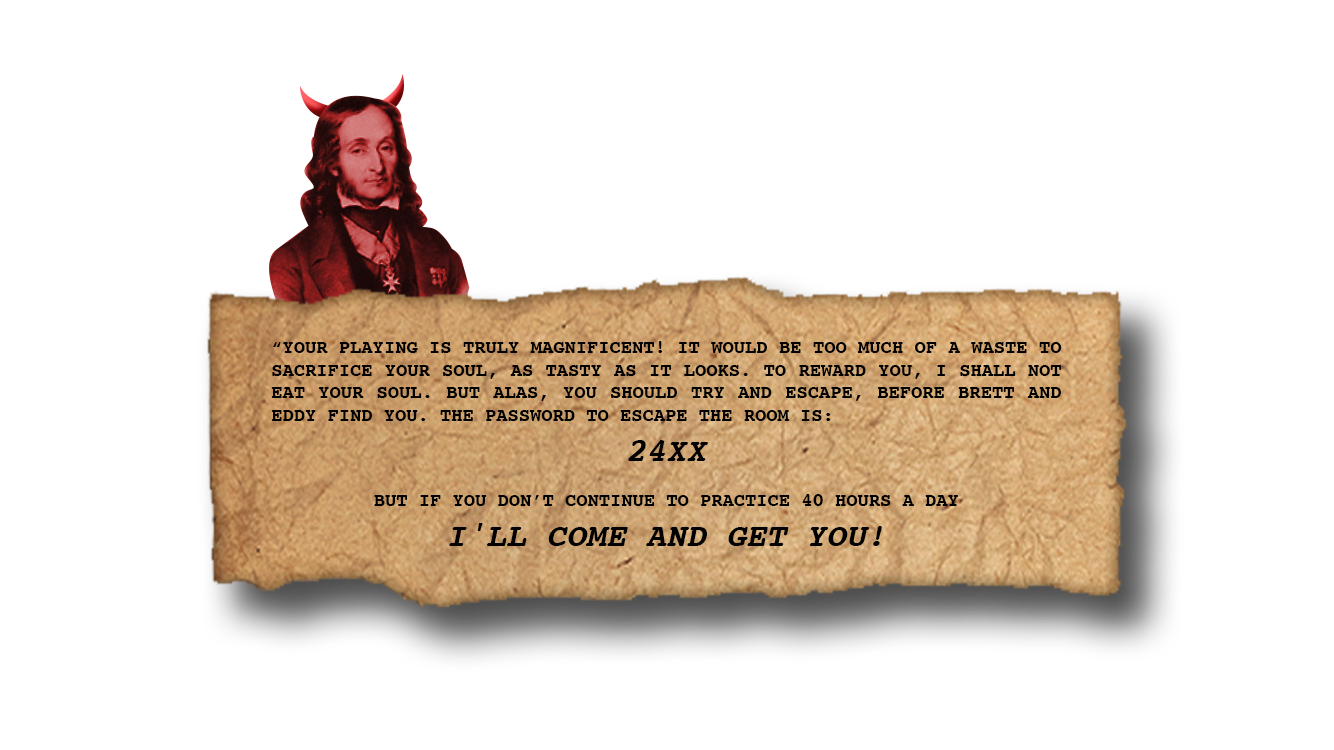 “YOUR PLAYING IS TRULY MAGNIFICENT! IT WOULD BE TOO MUCH OF A WASTE TO
SACRIFICE YOUR SOUL, AS TASTY AS IT LOOKS. TO REWARD YOU, I SHALL NOT
EAT YOUR SOUL. BUT ALAS, YOU SHOULD TRY AND ESCAPE, BEFORE BRETT AND
EDDY FIND YOU. THE PASSWORD TO ESCAPE THE ROOM IS:
24XX
BUT IF YOU DON’T CONTINUE TO PRACTICE 40 HOURS A DAY
I'LL COME AND GET YOU!